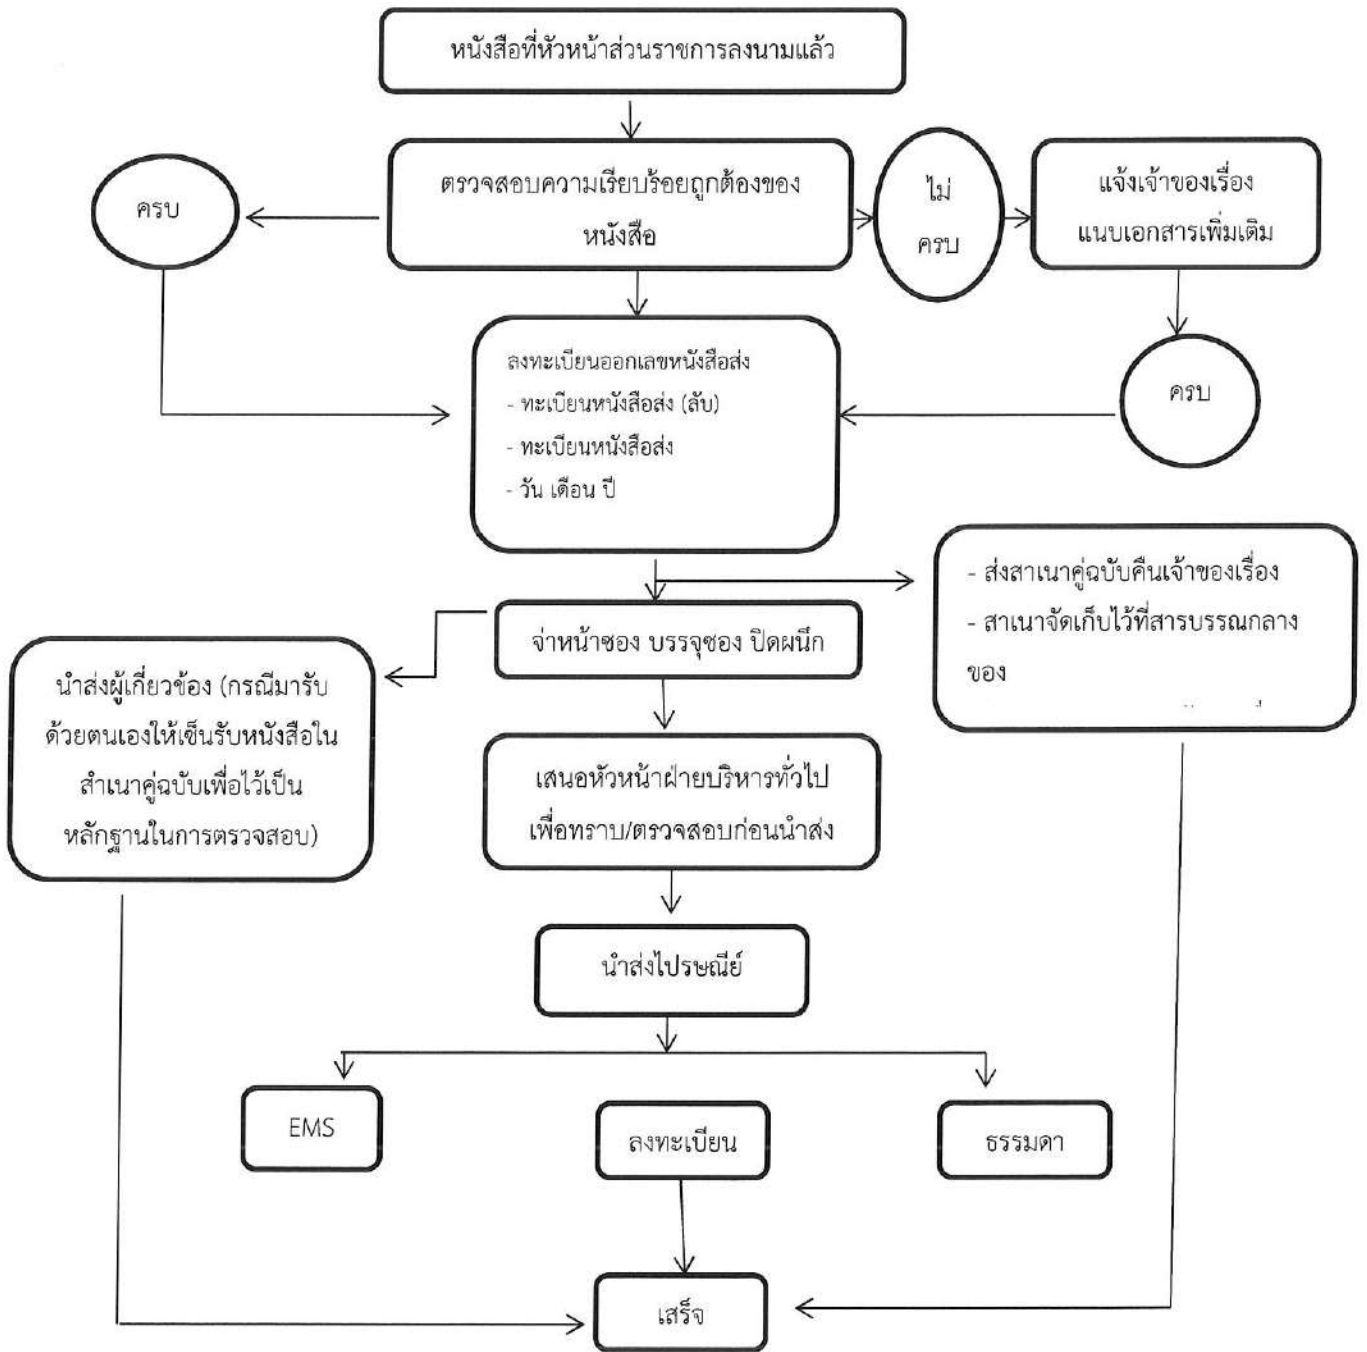 หนังสือที่หัวหน้าส่วนราชการลงนามแล้ว
ครบ
ตรวจสอบความเรียบร้อยถูกต้องของ
หนังสือ
ไม่
ครบ
แจ้งเจ้าของเรื่อง
แนบเอกสารเพิ่มเติม
ลงทะเบียนออกเลขหนังสือส่ง
- ทะเบียนหนังสือส่ง (ลับ)
- ทะเบียนหนังสือส่ง
- วัน เดือน ปี
ครบ
- ส่งสาเนาคู่ฉบับคืนเจ้าของเรื่อง
- สาเนาจัดเก็บไว้ที่สารบรรณกลาง
ของ
จ่าหน้าซอง บรรจุซอง ปิดผนึก
นำส่งผู้เกี่ยวข้อง (กรณีมารับ
ด้วยตนเองให้เซ็นรับหนังสือใน
สำเนาคู่ฉบับเพื่อไว้เป็น
หลักฐานในการตรวจสอบ)
เสนอหัวหน้าฝ่ายบริหารทั่วไป
เพื่อทราบ/ตรวจสอบก่อนนำส่ง
นำส่งไปรษณีย์
EMS
ลงทะเบียน
ธรรมดา
เสร็จ